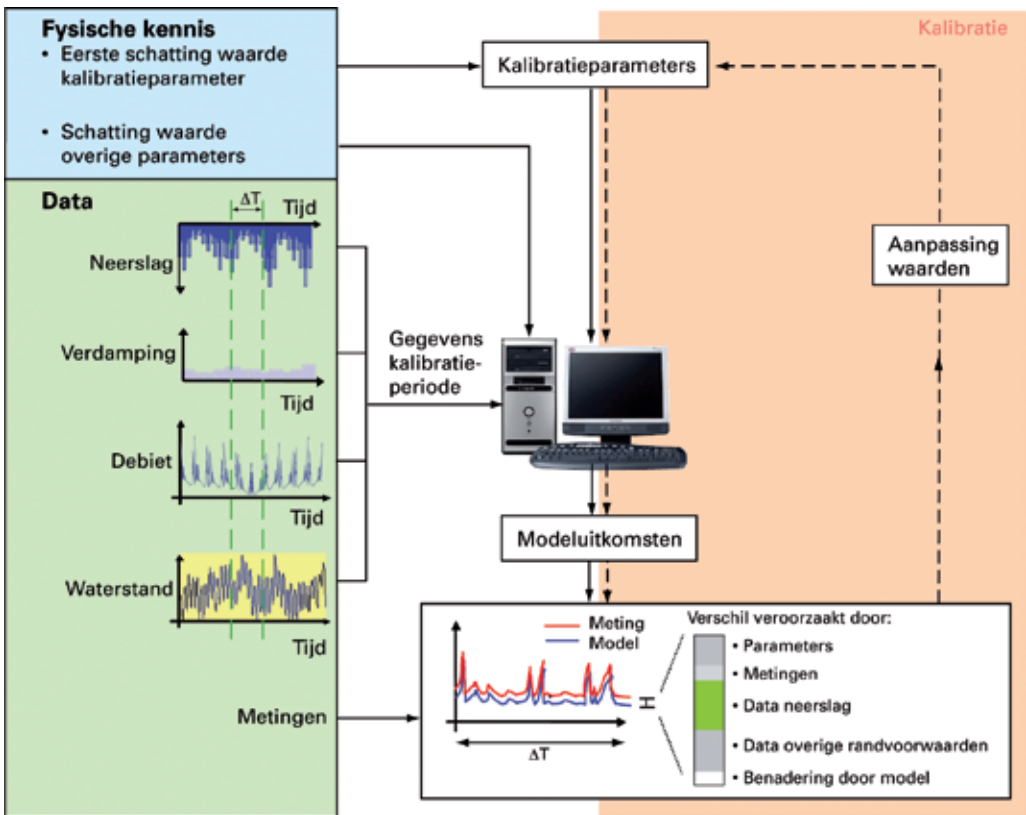 Fysische kennis
• Eerste schatting waarde
kalibratieparameter
• Schatting waarde
overige parameters
Data
ΔT
Tijd
Neerslag
Verdamping
Tijd
Debiet
Tijd
Waterstand
Tijd
Metingen
Kalibratie
Kalibratieparameters
Aanpassing
waarden
Gegevens
kalibratie-
periode
Modeluitkomsten
Meting
Model
H
ΔT
Verschil veroorzaakt door:
• Parameters
• Metingen
• Data neerslag
• Data overige randvoorwaarden
• Benadering door model